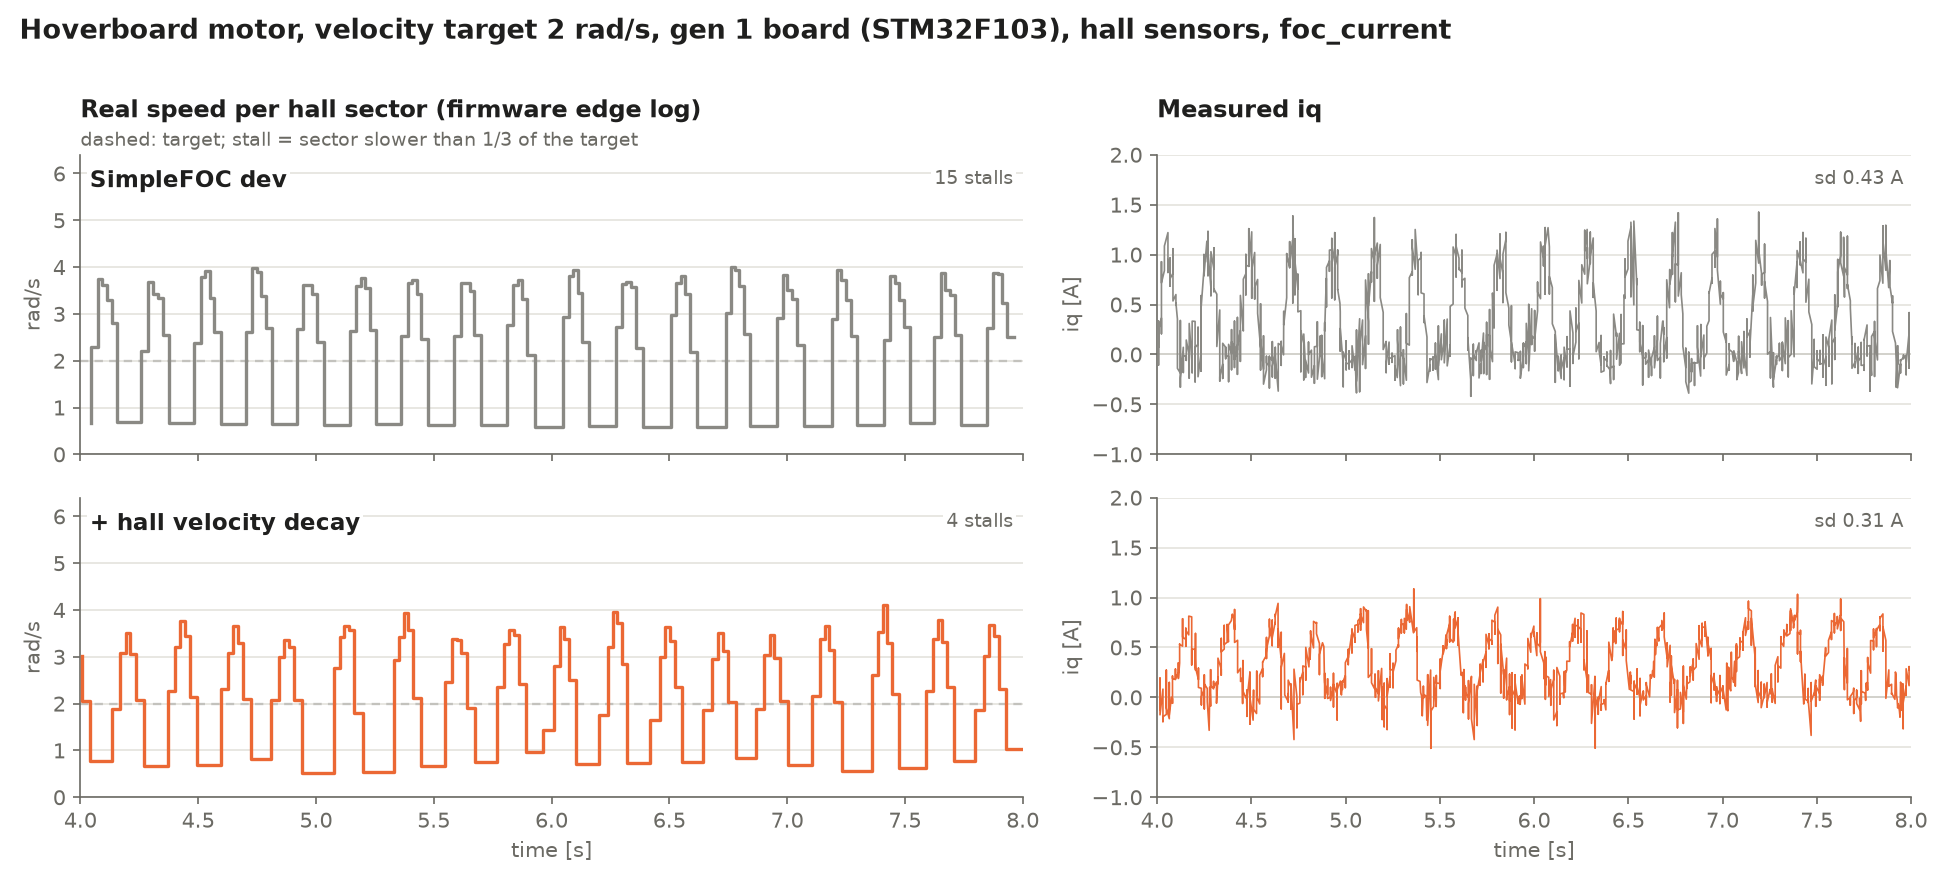 Hoverboard motor, velocity target 2 rad/s, gen 1 board (STM32F103), hall sensors, foc_current
Real speed per hall sector (firmware edge log)
dashed: target; stall = sector slower than 1/3 of the target
Measured iq
SimpleFOC dev
15 stalls
rad/s
6
5
4
3
2
1
0
4.0
4.5
5.0
5.5
6.0
6.5
7.0
7.5
8.0
sd 0.43 A
iq [A]
2.0
1.5
1.0
0.5
0.0
−0.5
−1.0
+ hall velocity decay
4 stalls
rad/s
6
5
4
3
2
1
0
time [s]
sd 0.31 A
iq [A]
2.0
1.5
1.0
0.5
0.0
−0.5
−1.0
4.0
4.5
5.0
5.5
6.0
6.5
7.0
7.5
8.0
time [s]